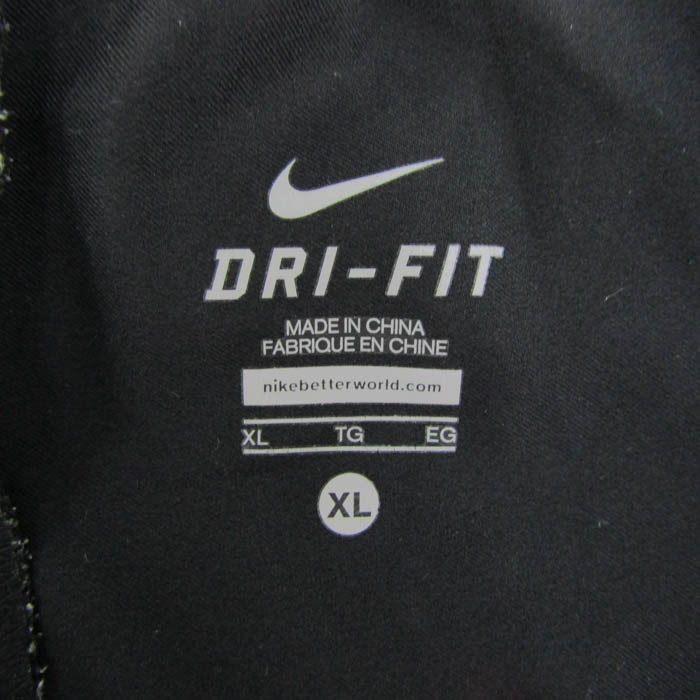 DRI-FIT
MADE IN CHINA
FABRIQUE EN CHINE
nikebetterworld.com
XL TG EG
XL